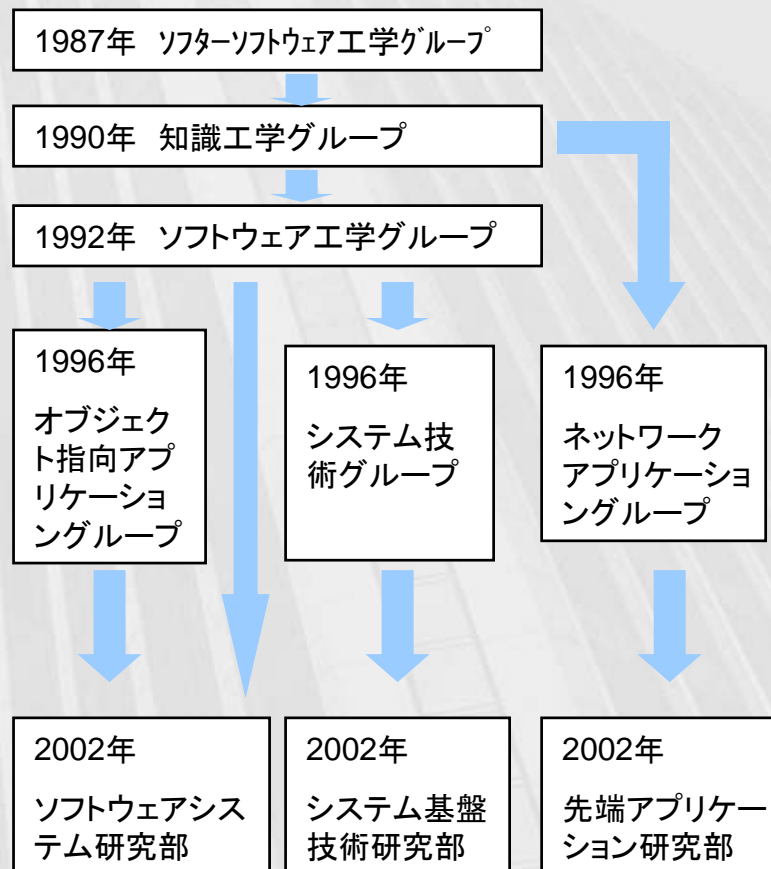 1987年 ソフターソフトウェア工学グループ
1990年 知識工学グループ
1992年 ソフトウェア工学グループ
1996年
オブジェク
ト指向アプ
リケーショ
ングループ
1996年
システム技
術グループ
1996年
ネットワーク
アプリケーショ
ングループ
2002年
ソフトウェアシス
テム研究部
2002年
システム基盤
技術研究部
2002年
先端アプリケー
ション研究部